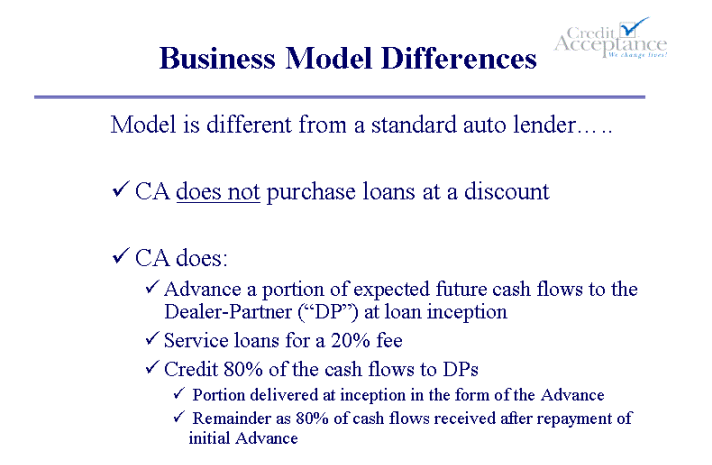 Credit
Acceptance
We change lives!
Business Model Differences
Model is different from a standard auto lender.….
CA does not purchase loans at a discount
CA does:
Advance a portion of expected future cash flows to the
Dealer-Partner (“DP”) at loan inception
Service loans for a 20% fee
Credit 80% of the cash flows to DPs
Portion delivered at inception in the form of the Advance
Remainder as 80% of cash flows received after repayment of
initial Advance